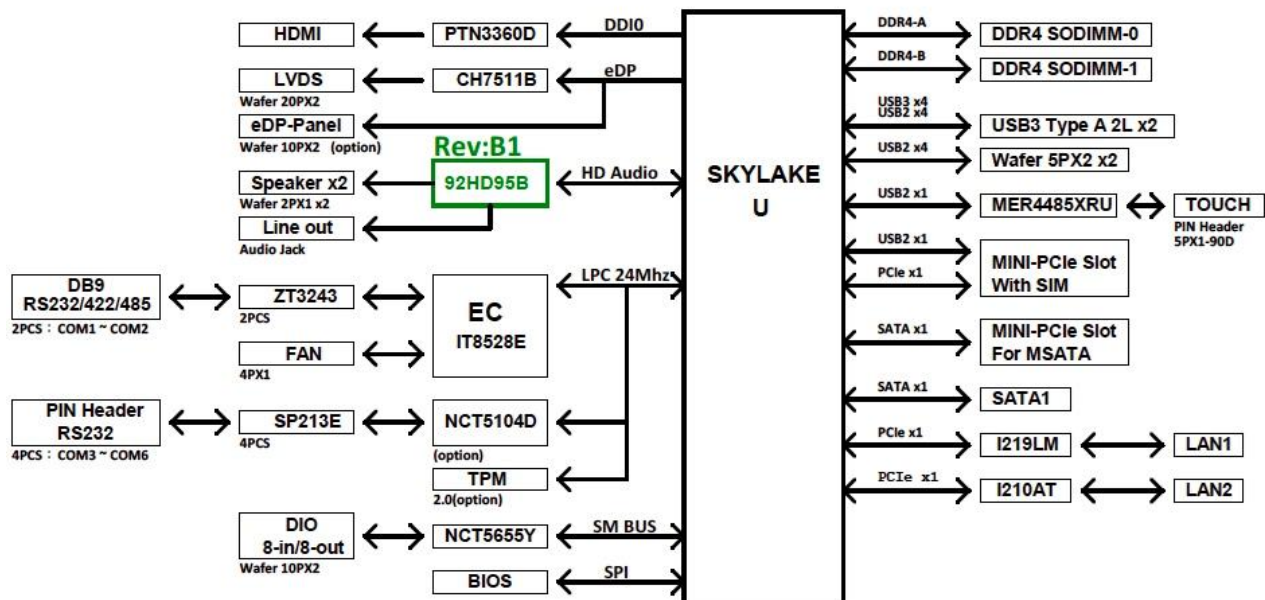 HDMI
PTN3360D
DDI0
LVDS
Wafer 20PX2
CH7511B
eDP
eDP-Panel
Wafer 10PX2 (option)
Rev:B1
Speaker x2
Wafer 2PX1 x2
92HD95B
HD Audio
Line out
Audio Jack
DB9
RS232/422/485
2PCS：COM1 ~ COM2
ZT3243
2PCS
EC
IT8528E
LPC 24Mhz
FAN
4PX1
PIN Header
RS232
4PCS：COM3 ~ COM6
SP213E
4PCS
NCT5104D
(option)
TPM
2.0(option)
DIO
8-in/8-out
Wafer 10PX2
NCT5655Y
SM BUS
BIOS
SPI
SKYLAKE
U
DDR4-A
DDR4 SODIMM-0
DDR4-B
DDR4 SODIMM-1
USB3 x4
USB2 x4
USB3 Type A 2L x2
USB2 x4
Wafer 5PX2 x2
USB2 x1
MER4485XRU
TOUCH
PIN Header
5PX1-90D
USB2 x1
PCIe x1
MINI-PCIe Slot
With SIM
SATA x1
MINI-PCIe Slot
For MSATA
SATA x1
SATA1
PCIe x1
I219LM
LAN1
PCIe x1
I210AT
LAN2